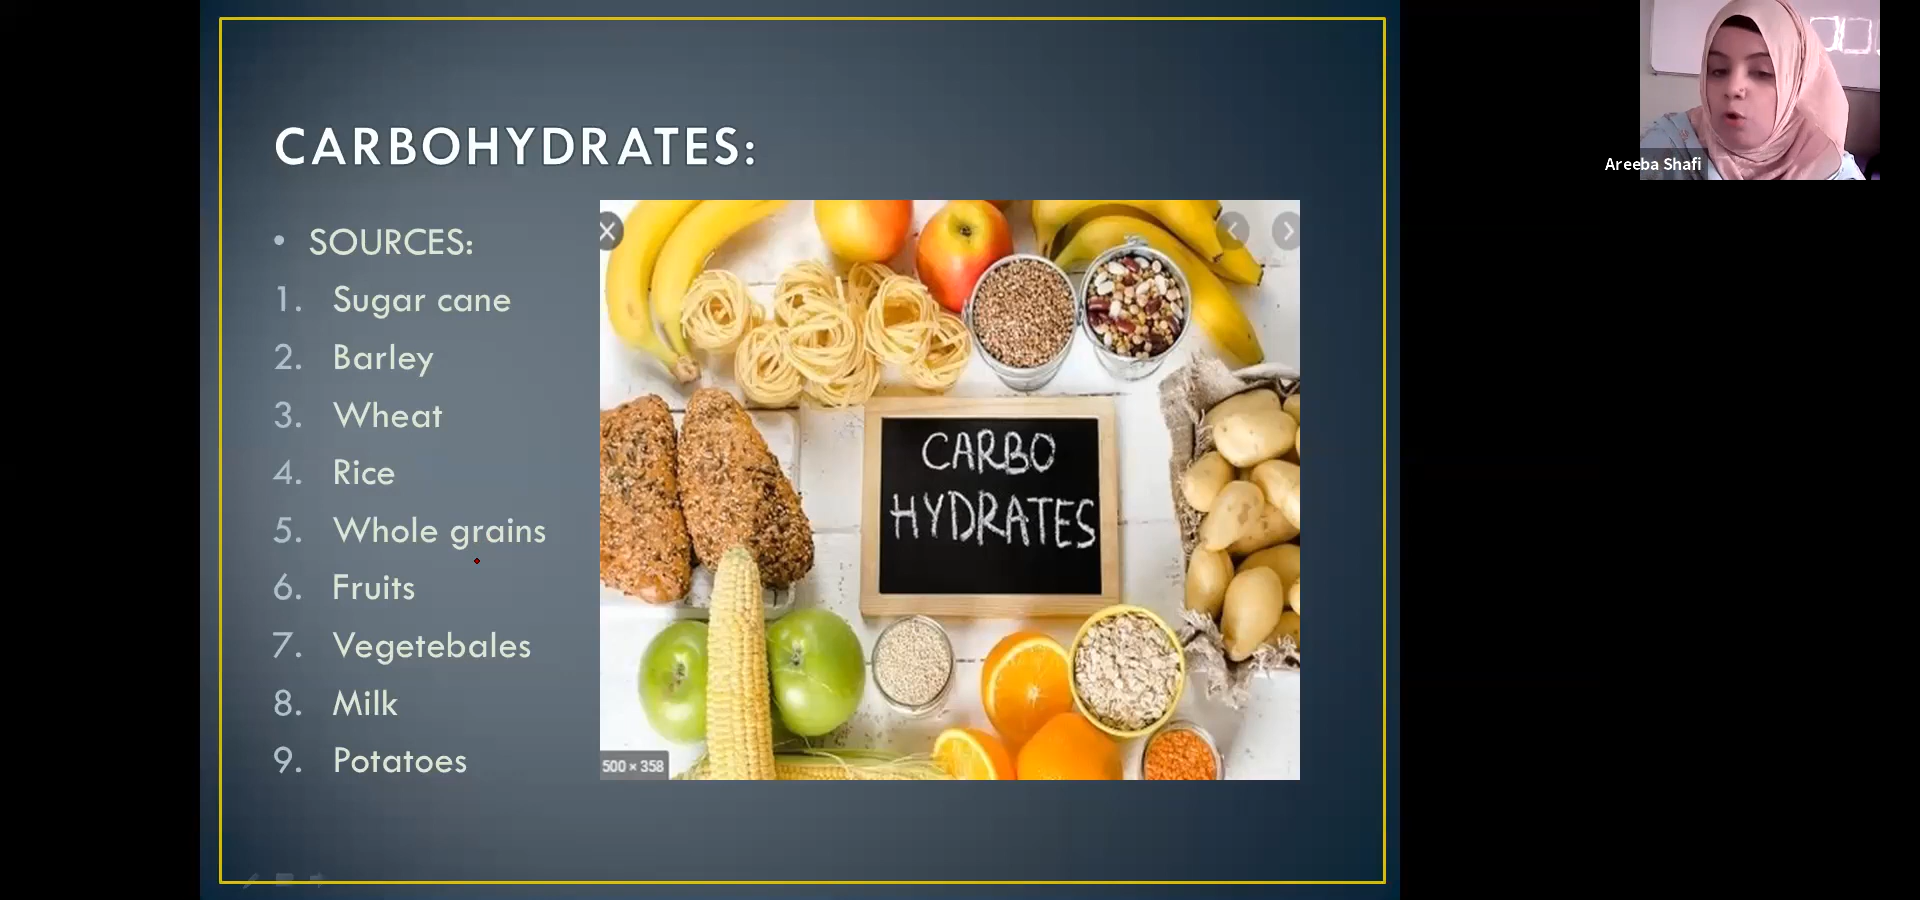 CARBOHYDRATES:
• SOURCES:
1. Sugar cane
2. Barley
3. Wheat
4. Rice
5. Whole grains
6. Fruits
7. Vegetebales
8. Milk
9. Potatoes
CARBO
HYDRATES
500 × 358
Areeba Shafi